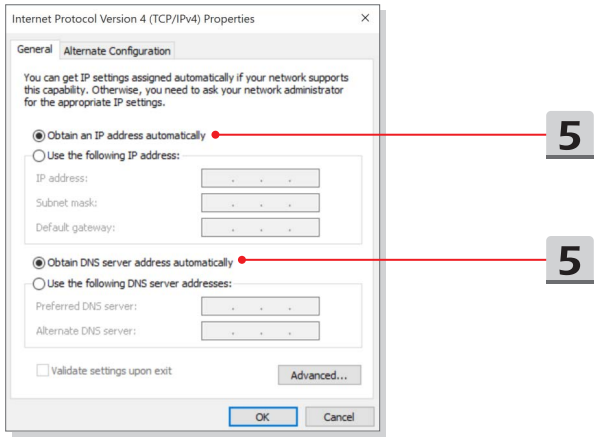 Internet Protocol Version 4 (TCP/IPv4) Properties
General Alternate Configuration
You can get IP settings assigned automatically if your network supports
this capability. Otherwise, you need to ask your network administrator
for the appropriate IP settings.
Obtain an IP address automatically
5
Use the following IP address:
IP address:
Subnet mask:
Default gateway:
Obtain DNS server address automatically
5
Use the following DNS server addresses:
Preferred DNS server:
Alternate DNS server:
Validate settings upon exit
Advanced...
OK Cancel